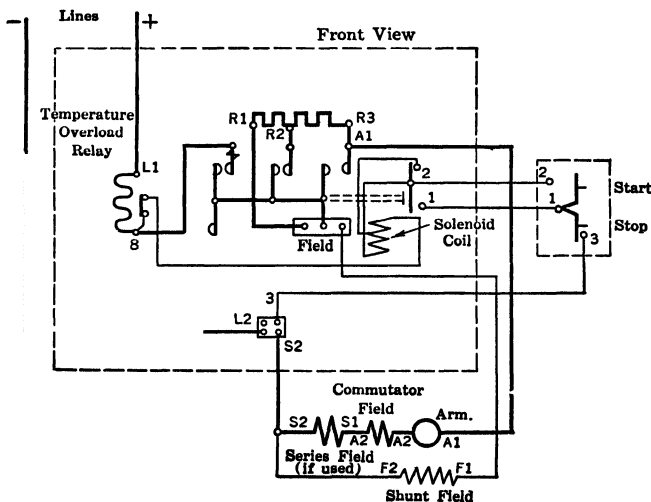 − Lines +
Front View
Temperature
Overload
Relay
R1
R2
R3
A1
L1
2
2
Start
1
1
Stop
Solenoid
Coil
3
8
Field
3
L2
S2
Commutator
Field
Arm.
S2
S1
A2
A2
A1
Series Field
(if used)
F2
F1
Shunt Field